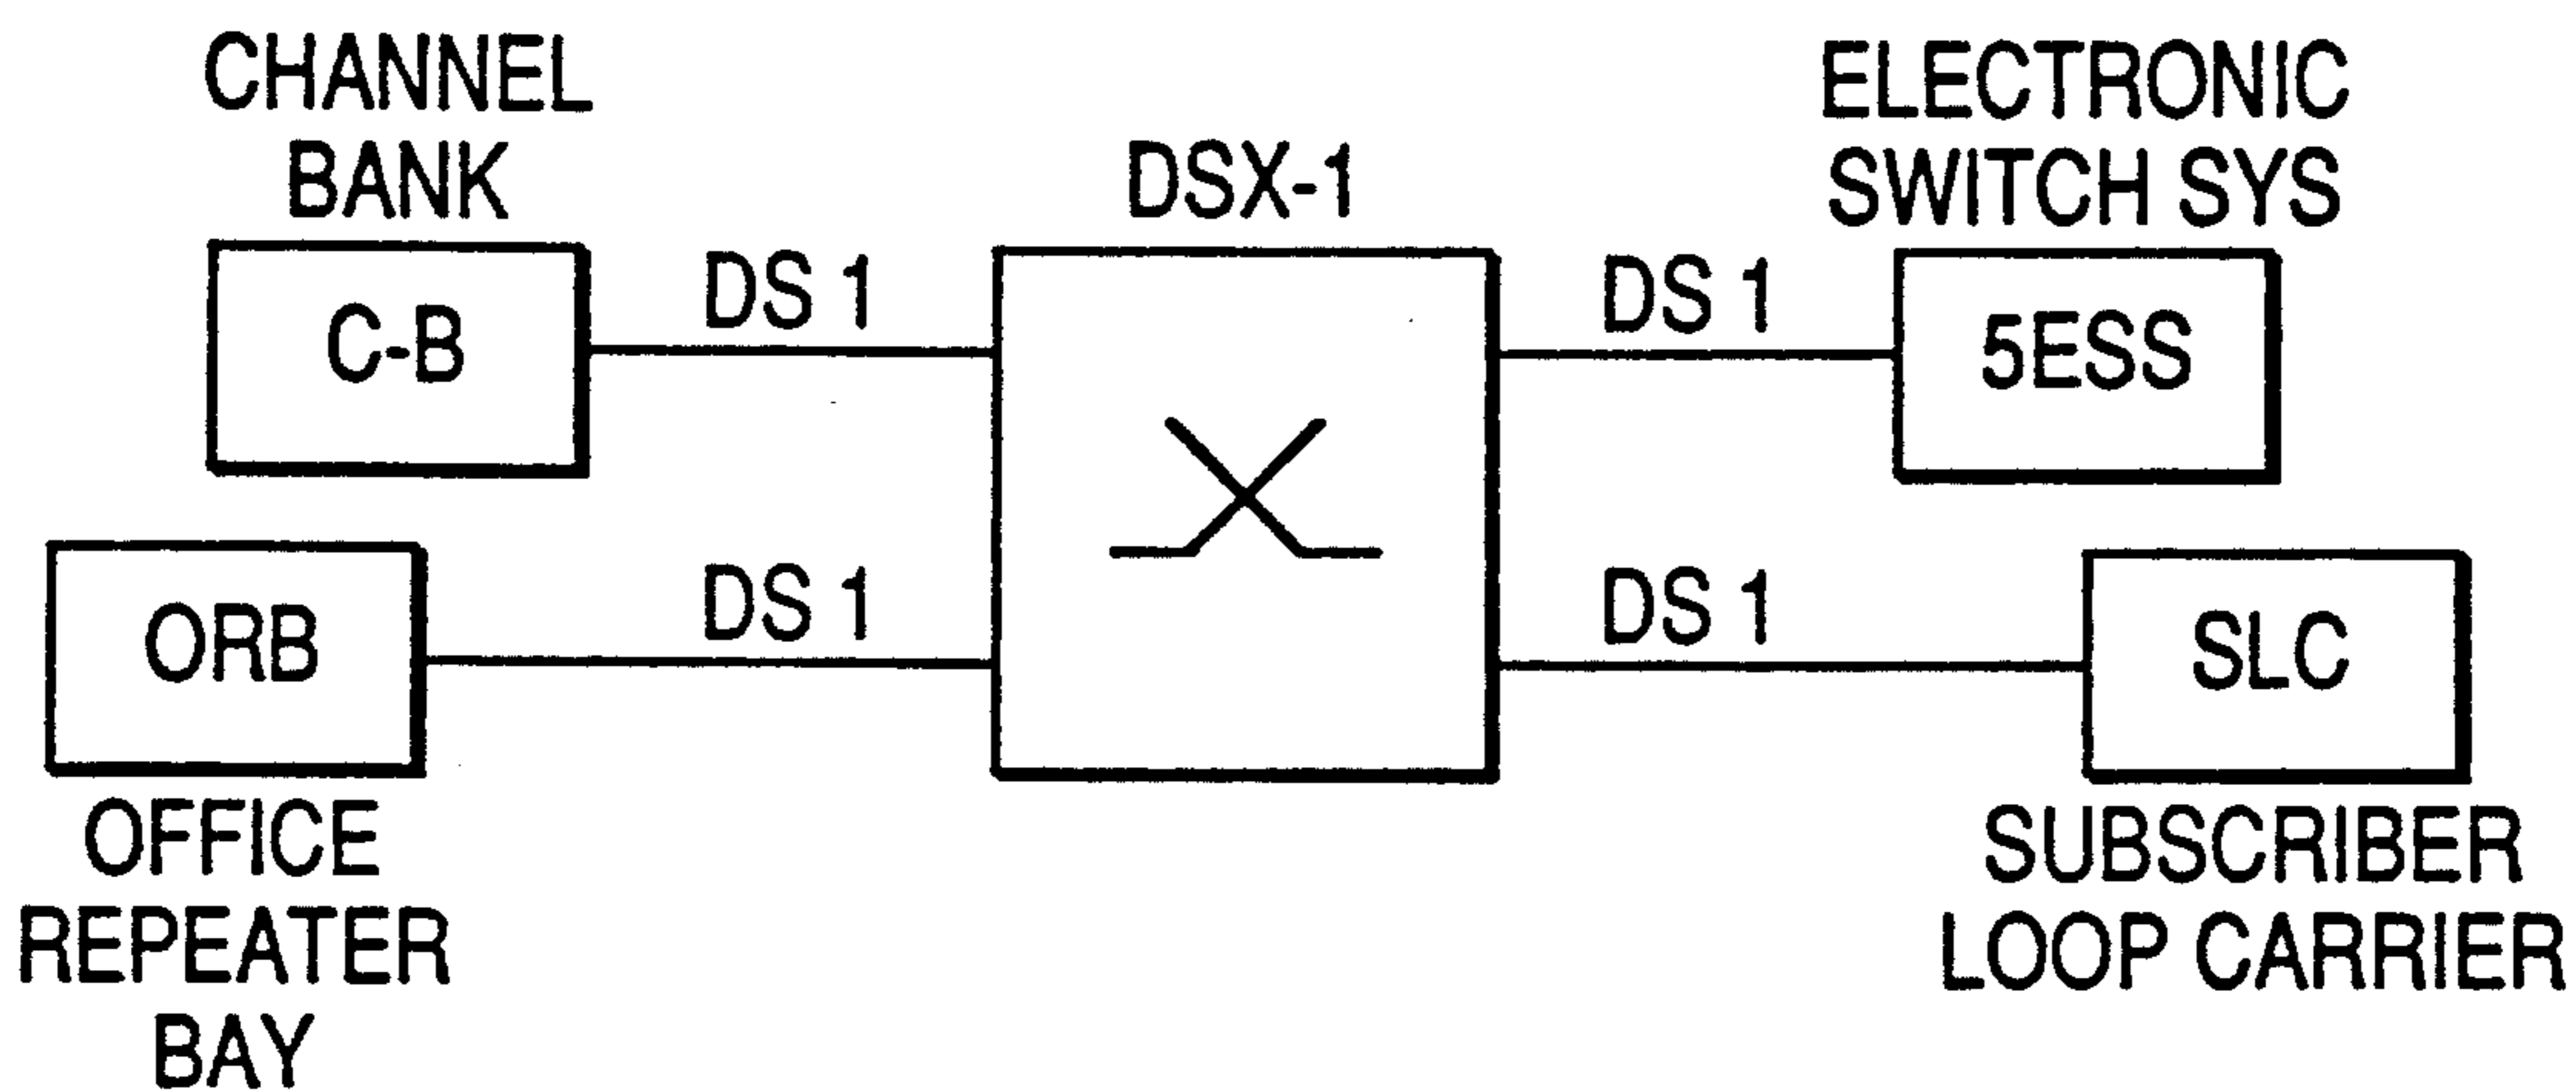 CHANNEL
BANK
C-B
DS 1
DSX-1
DS 1
ELECTRONIC
SWITCH SYS
5ESS
ORB
OFFICE
REPEATER
BAY
DS 1
DS 1
SLC
SUBSCRIBER
LOOP CARRIER